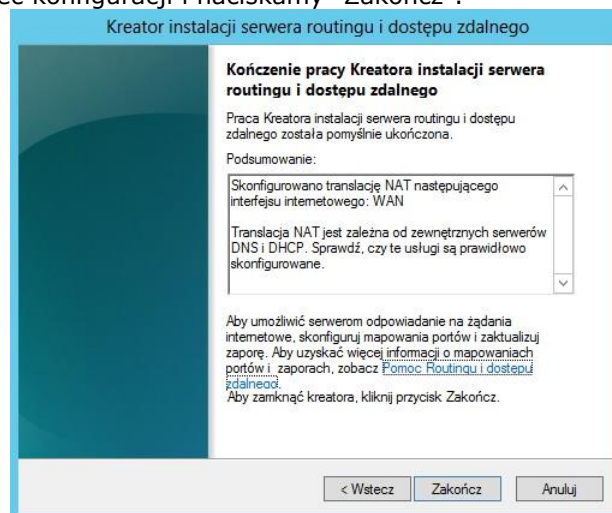 konfiguracji i naciskamy "Zakończ".
Kreator instalacji serwera routingu i dostępu zdalnego
Kończenie pracy Kreatora instalacji serwera
routingu i dostępu zdalnego
Praca Kreatora instalacji serwera routingu i dostępu
zdalnego została pomyślnie ukończona.
Podsumowanie:
Skonfigurowano translację NAT następującego
interfejsu internetowego: WAN
Translacja NAT jest zależna od zewnętrznych serwerów
DNS i DHCP. Sprawdź, czy te usługi są prawidłowo
skonfigurowane.
Aby umożliwić serwerom odpowiadanie na żądania
internetowe, skonfiguruj mapowania portów i zaktualizuj
zaporę. Aby uzyskać więcej informacji o mapowaniach
portów i zaporach, zobacz Pomoc Routingu i dostępu
zdalnego.
Aby zamknąć kreatora, kliknij przycisk Zakończ.
< Wstecz Zakończ Anuluj